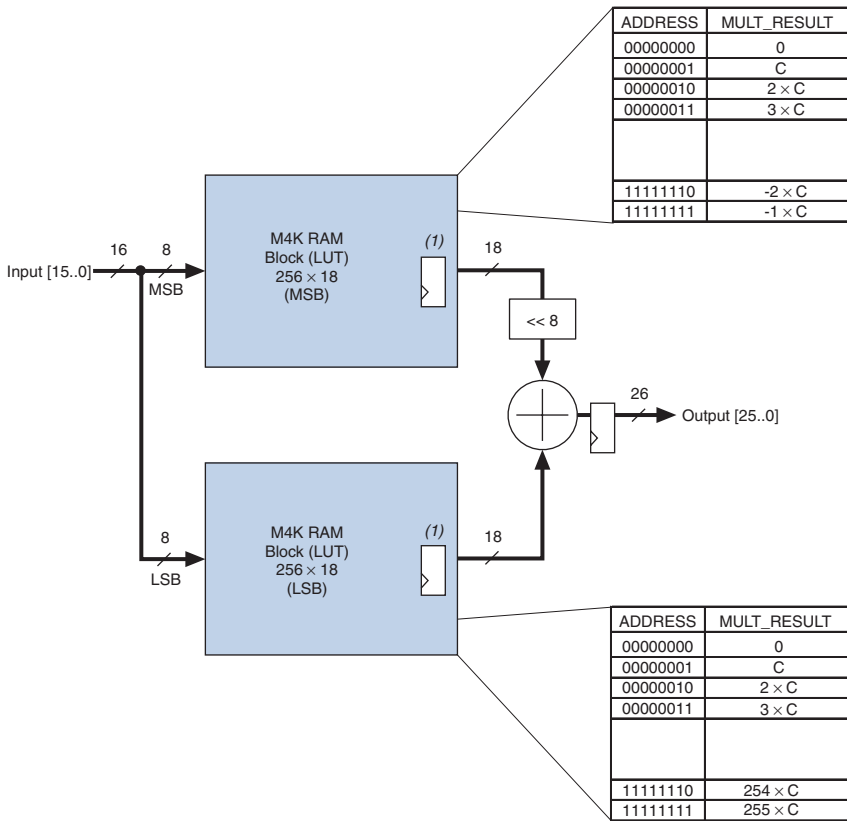 ADDRESS MULT_RESULT
00000000 0
00000001 C
00000010 2 × C
00000011 3 × C
11111110 -2 × C
11111111 -1 × C
M4K RAM
Block (LUT)
256 × 18
(MSB)
(1)
18
16
8
Input [15..0]
MSB
<< 8
26
Output [25..0]
M4K RAM
Block (LUT)
256 × 18
(LSB)
(1)
18
8
LSB
ADDRESS MULT_RESULT
00000000 0
00000001 C
00000010 2 × C
00000011 3 × C
11111110 254 × C
11111111 255 × C